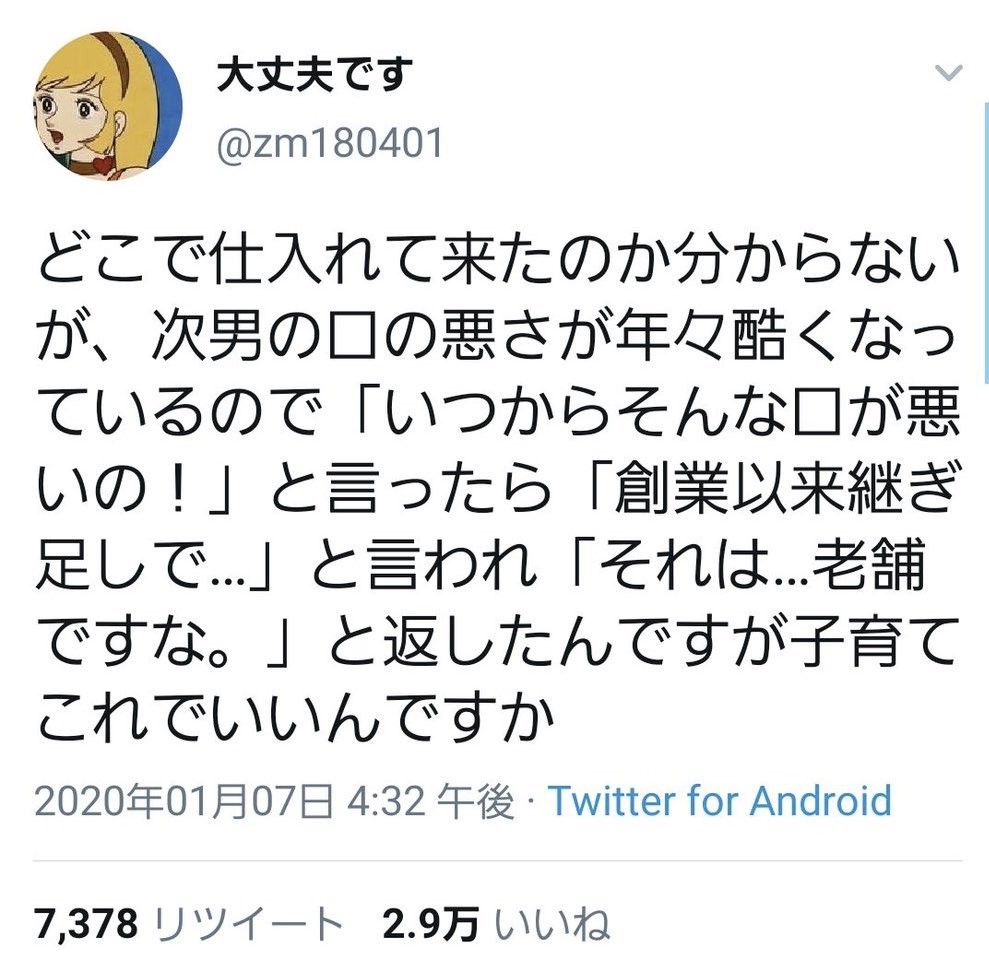 大丈夫です
@zm180401
どこで仕入れて来たのか分からない
が、次男の口の悪さが年々酷くなっ
ているので「いつからそんな口が悪
いの！」と言ったら「創業以来継ぎ
足しで...」と言われ「それは...老舗
ですな。」と返したんですが子育て
これでいいんですか
2020年01月07日 4:32 午後 · Twitter for Android
7,378 リツイート 2.9万 いいね